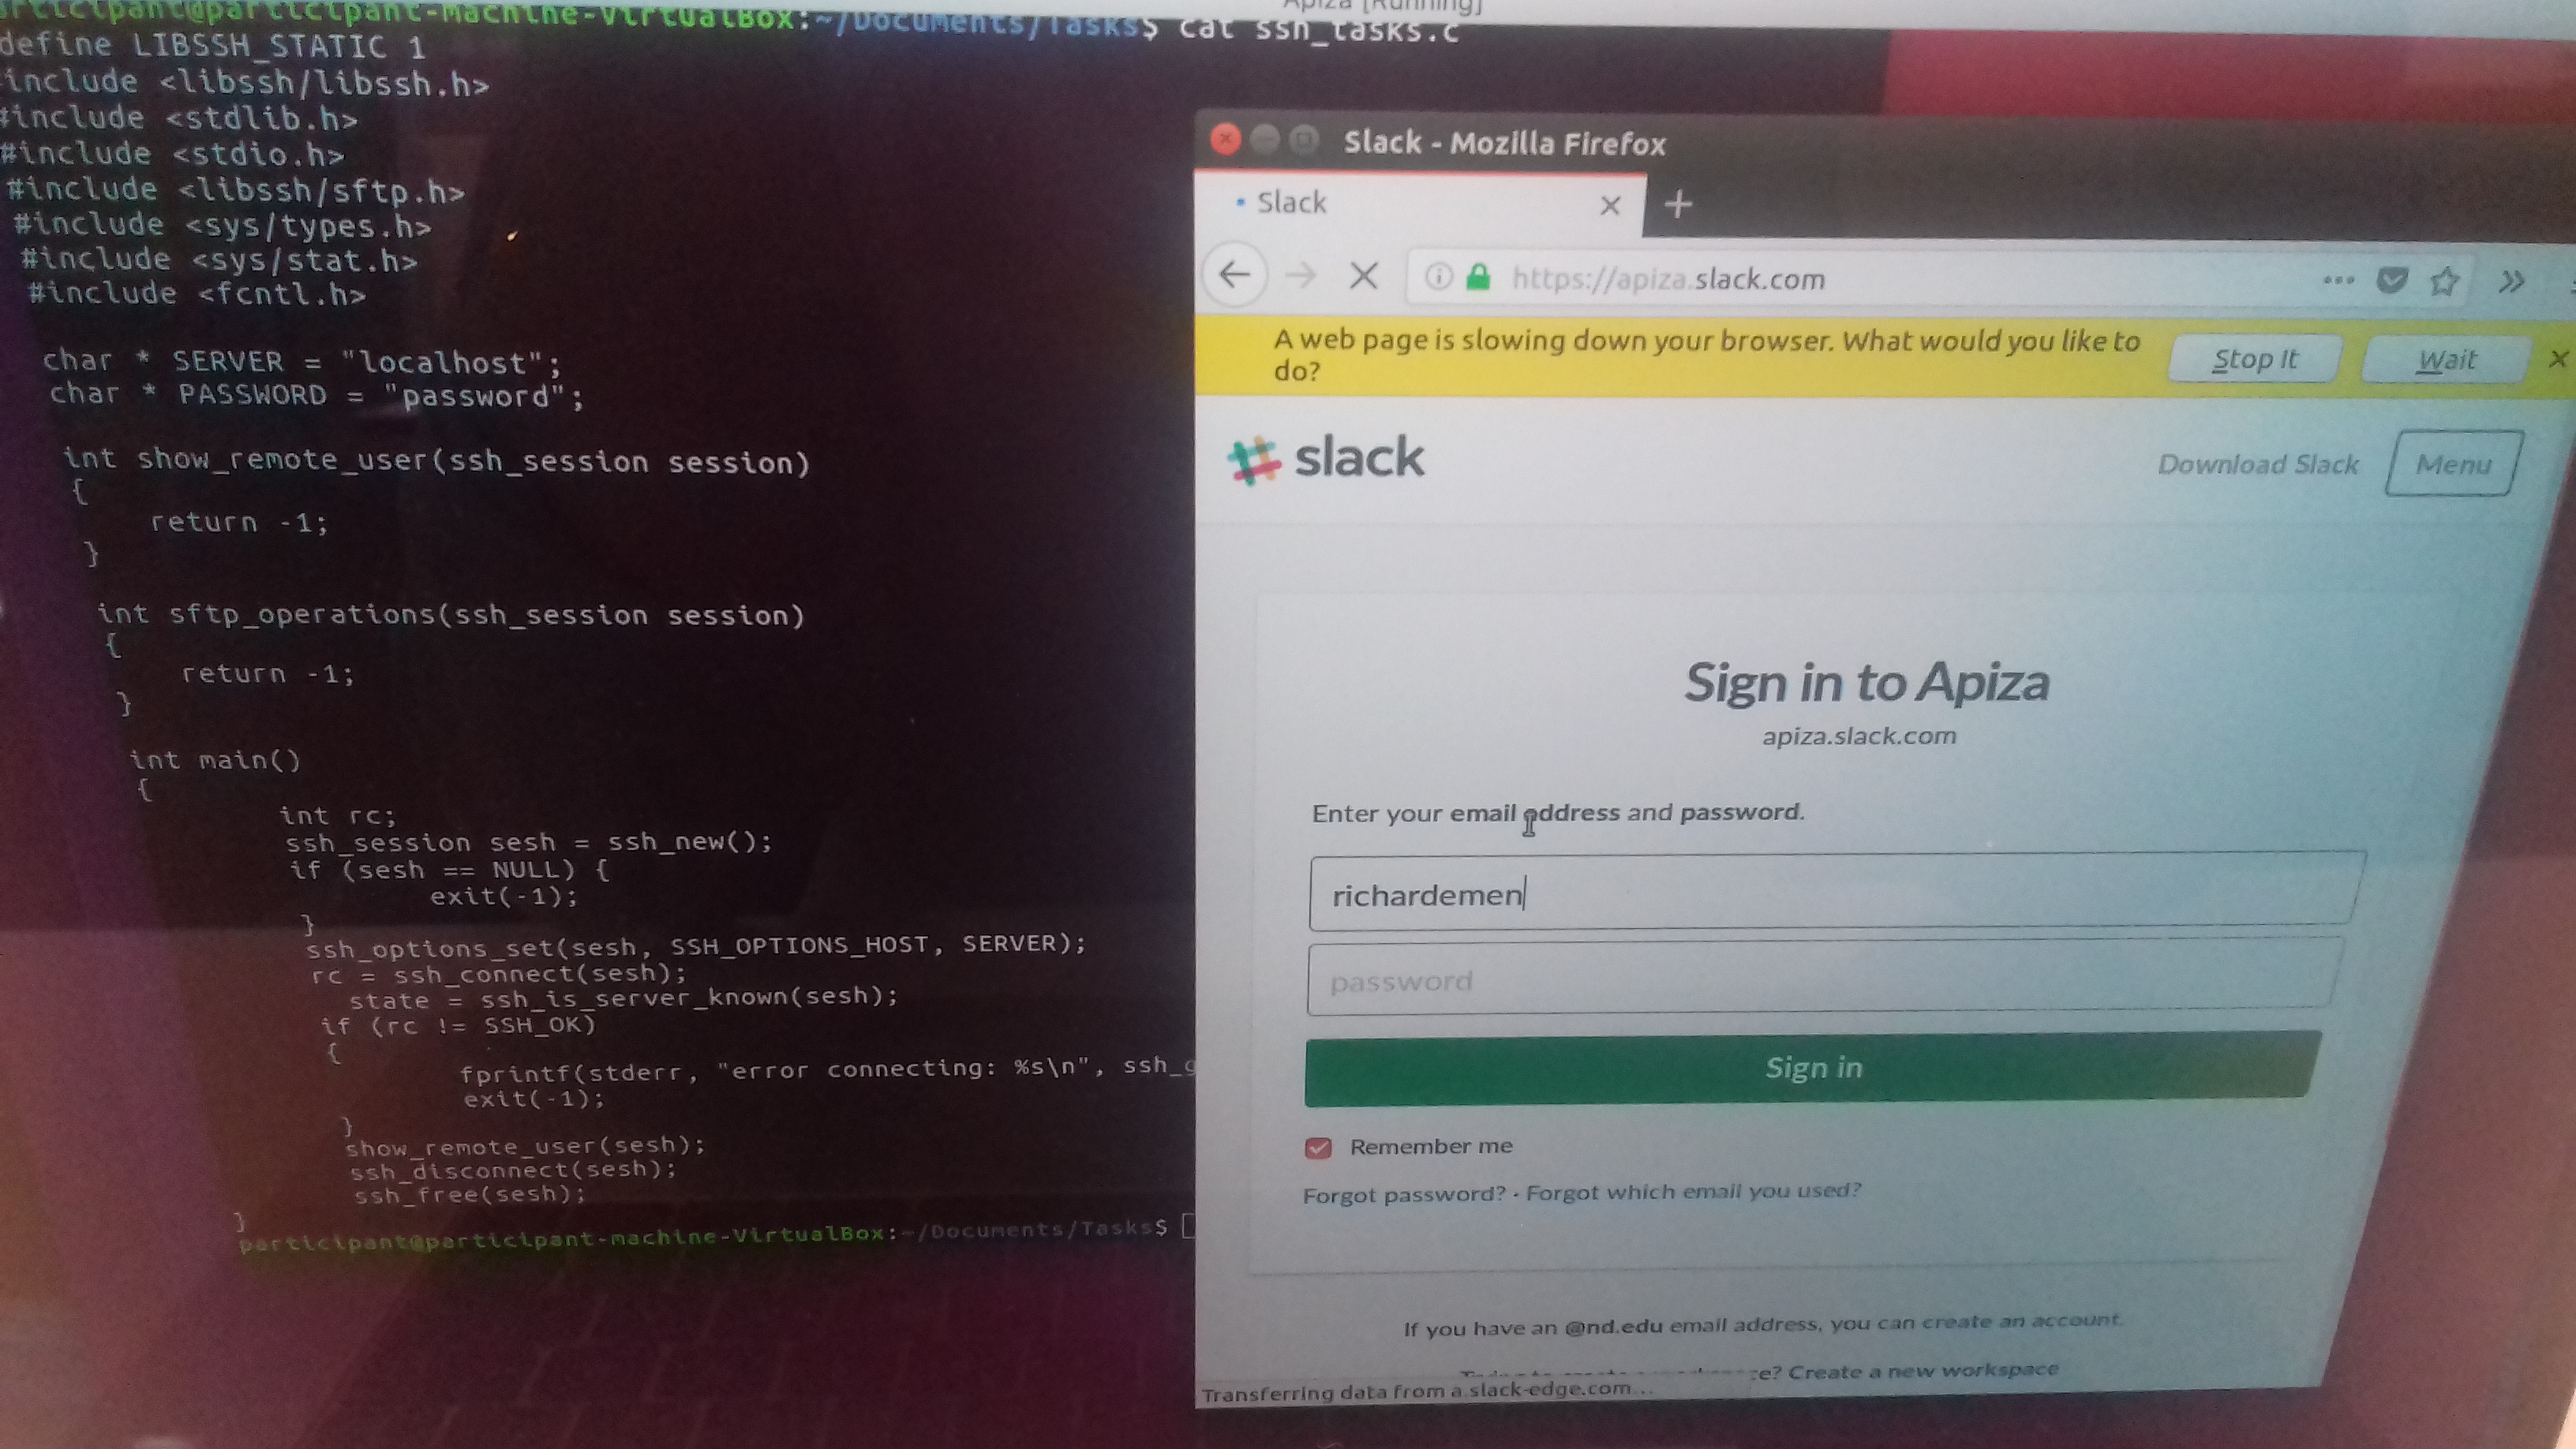 participant@participant-machine-VirtualBox:~/Documents/Tasks$ cat ssh_tasks.c
define LIBSSH_STATIC 1
include <libssh/libssh.h>
#include <stdlib.h>
#include <stdio.h>
#include <libssh/sftp.h>
#include <sys/types.h>
#include <sys/stat.h>
#include <fcntl.h>
char * SERVER = "localhost";
char * PASSWORD = "password";
int show_remote_user(ssh_session session)
{
return -1;
}
int sftp_operations(ssh_session session)
{
return -1;
}
int main()
{
int rc;
ssh_session sesh = ssh_new();
if (sesh == NULL) {
exit(-1);
}
ssh_options_set(sesh, SSH_OPTIONS_HOST, SERVER);
rc = ssh_connect(sesh);
state = ssh_is_server_known(sesh);
if (rc != SSH_OK)
{
fprintf(stderr, "error connecting: %s\n", ssh_g
exit(-1);
}
show_remote_user(sesh);
ssh_disconnect(sesh);
ssh_free(sesh);
}
participant@participant-machine-VirtualBox:~/Documents/Tasks$
Apiza [Running]
Slack - Mozilla Firefox
Slack
https://apiza.slack.com
A web page is slowing down your browser. What would you like to
do?
Stop It
Wait
slack
Download Slack
Menu
Sign in to Apiza
apiza.slack.com
Enter your email address and password.
richardemen
password
Sign in
Remember me
Forgot password? · Forgot which email you used?
If you have an @nd.edu email address, you can create an account.
Create a new workspace
Transferring data from a.slack-edge.com...